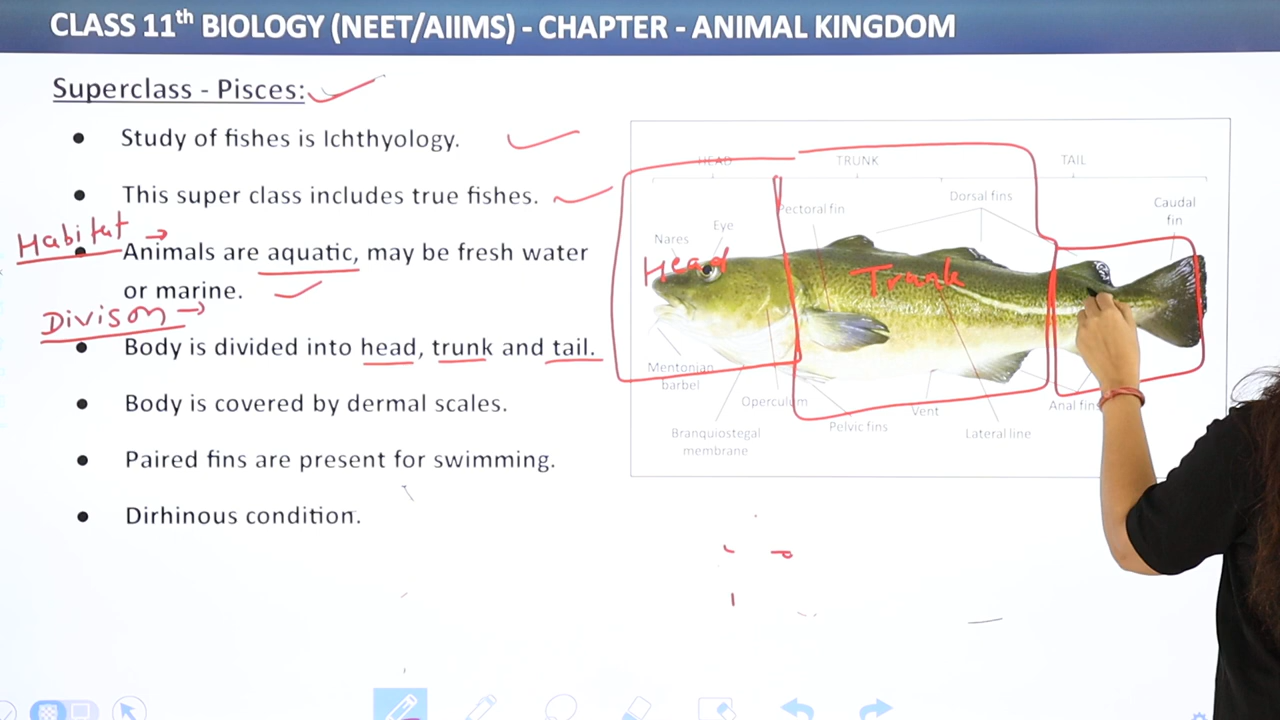 CLASS 11th BIOLOGY (NEET/AIIMS) - CHAPTER - ANIMAL KINGDOM
Superclass - Pisces:
• Study of fishes is Ichthyology.
• This super class includes true fishes.
Habitat →
• Animals are aquatic, may be fresh water
or marine.
Divison →
• Body is divided into head, trunk and tail.
• Body is covered by dermal scales.
• Paired fins are present for swimming.
• Dirhinous condition.
HEAD
TRUNK
TAIL
Pectoral fin
Dorsal fins
Caudal
fin
Eye
Nares
Head
Trunk
Mentonian
barbel
Operculum
Branquiostegal
membrane
Pelvic fins
Vent
Lateral line
Anal fins